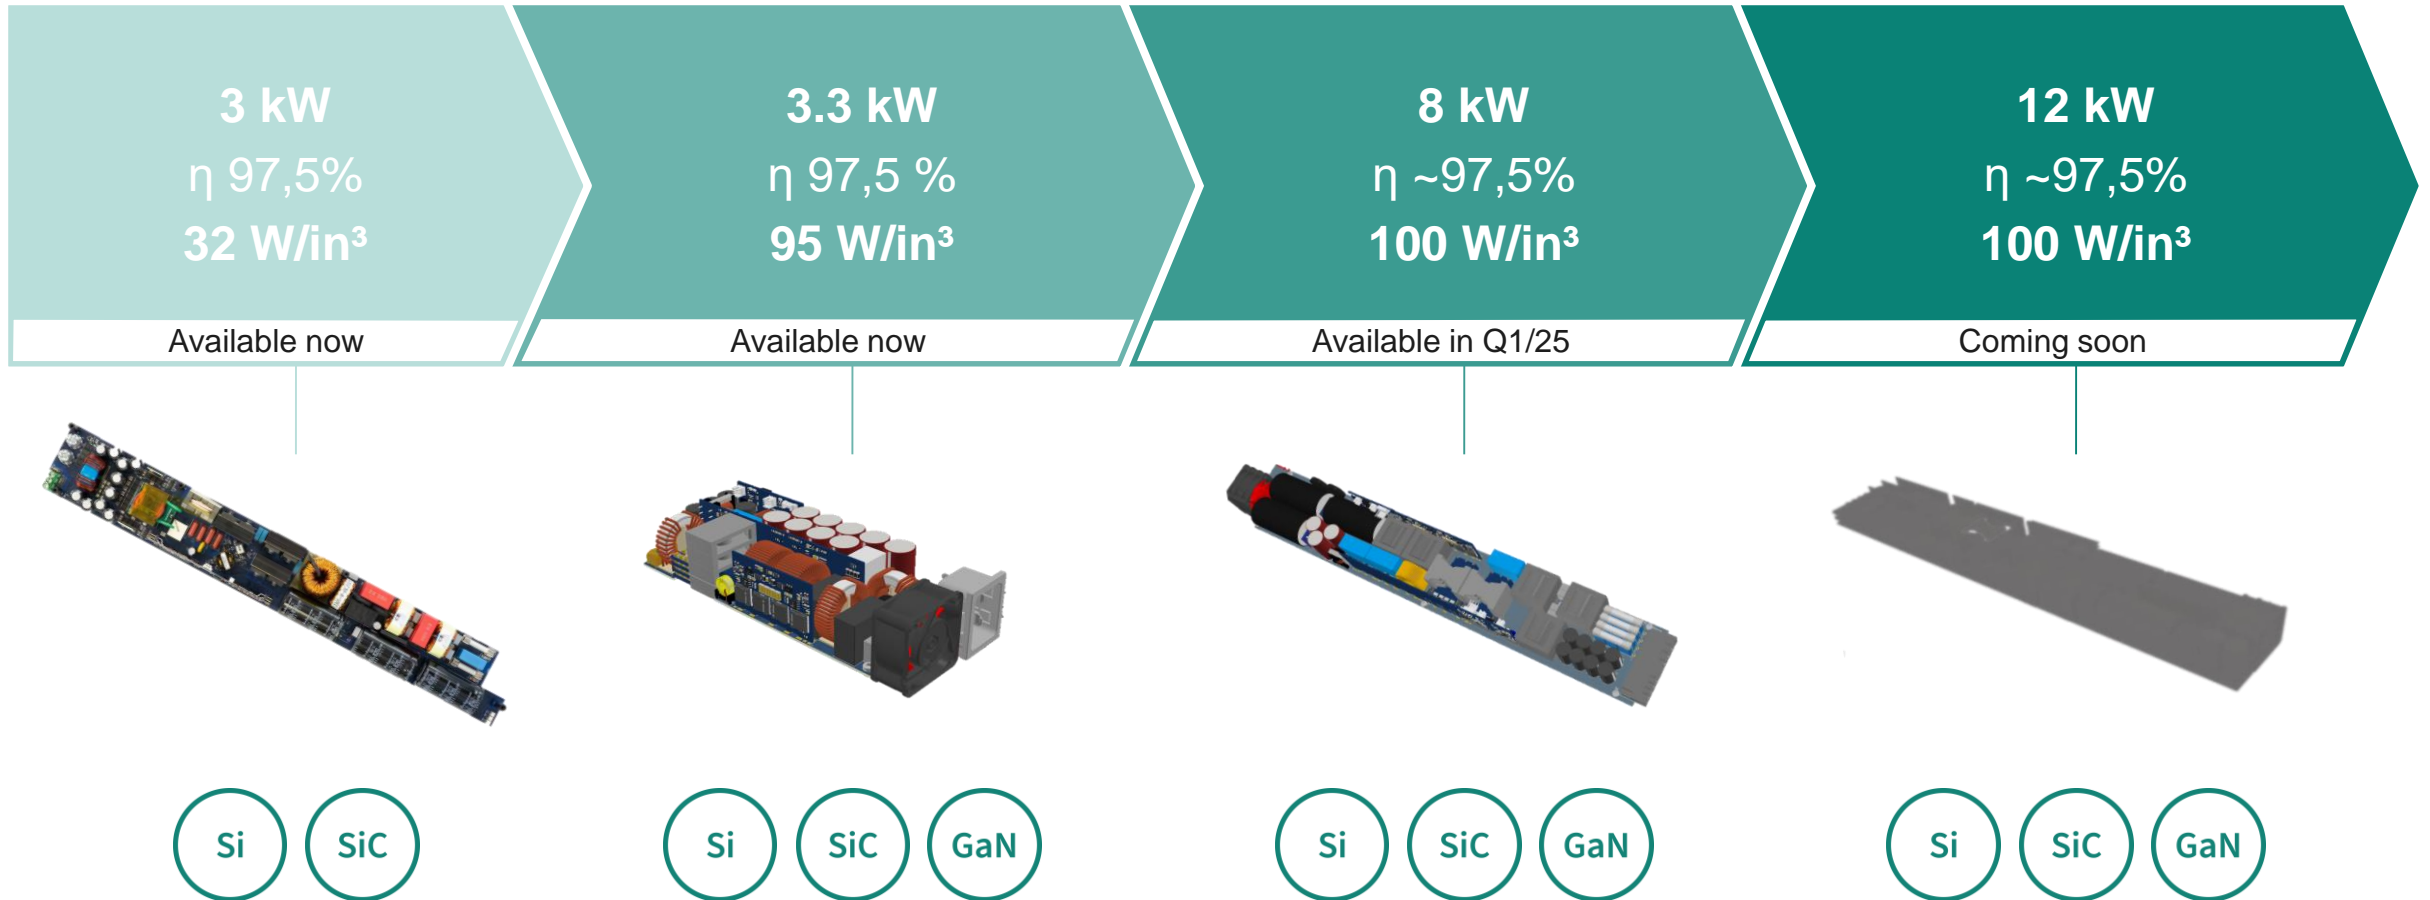 3 kW
η 97,5%
32 W/in³
Available now
3.3 kW
η 97,5 %
95 W/in³
Available now
8 kW
η ~97,5%
100 W/in³
Available in Q1/25
12 kW
η ~97,5%
100 W/in³
Coming soon
Si SiC
Si SiC GaN
Si SiC GaN
Si SiC GaN